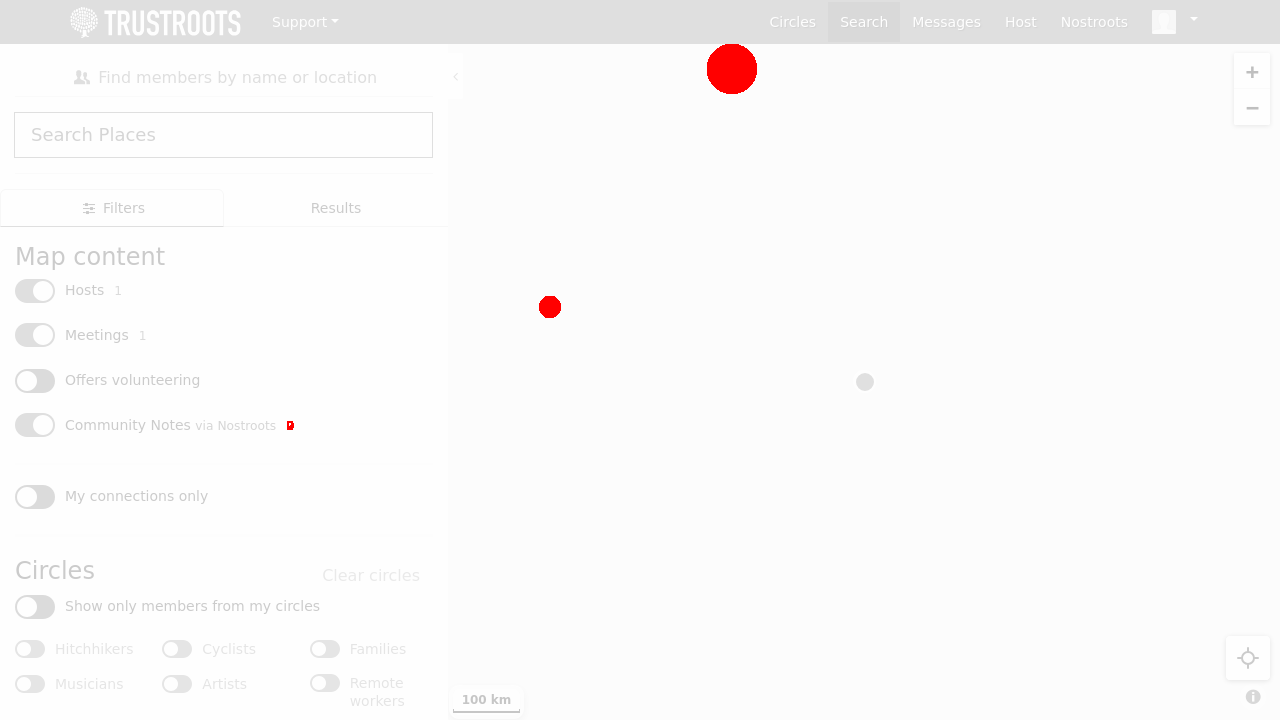 TRUSTROOTS
Support
Circles
Search
Messages
Host
Nostroots
Find members by name or location
Search Places
Filters
Results
Map content
Hosts 1
Meetings 1
Offers volunteering
Community Notes via Nostroots
My connections only
Circles
Clear circles
Show only members from my circles
Hitchhikers
Cyclists
Families
Musicians
Artists
Remote
workers
100 km